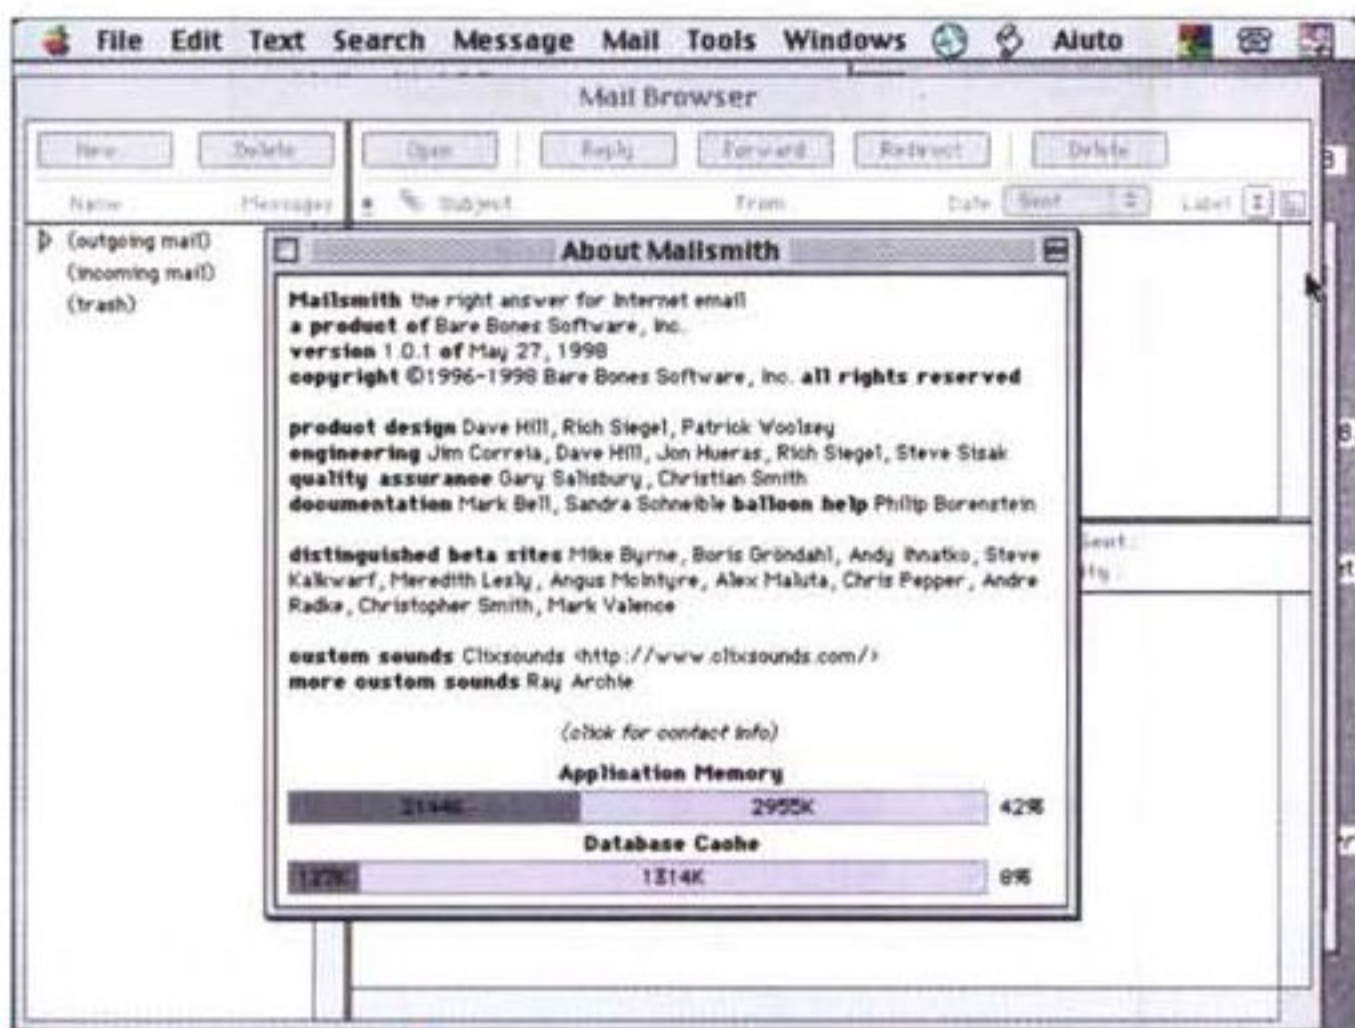 File Edit Text Search Message Mail Tools Windows Aiuto
Mail Browser
New Delete Open Reply Forward Redirect Delete
Name Messages Subject From Date Sent Label
(outgoing mail)
(incoming mail)
(trash)
About Mailsmith
Mailsmith the right answer for Internet email
a product of Bare Bones Software, Inc.
version 1.0.1 of May 27, 1998
copyright ©1996-1998 Bare Bones Software, Inc. all rights reserved
product design Dave Hill, Rich Siegel, Patrick Woolsey
engineering Jim Correia, Dave Hill, Jon Hueras, Rich Siegel, Steve Sisak
quality assurance Gary Salisbury, Christian Smith
documentation Mark Bell, Sandra Schneible balloon help Philip Borenstein
distinguished beta sites Mike Byrne, Boris Gröndahl, Andy Ihnatko, Steve
Kalkwarf, Meredith Lesly, Angus McIntyre, Alex Maluta, Chris Pepper, Andre
Radke, Christopher Smith, Mark Valence
custom sounds Clixsounds <http://www.clixsounds.com/>
more custom sounds Ray Archie
(click for contact info)
Application Memory
2144K 2955K 42%
Database Cache
127K 1314K 8%
Sent: